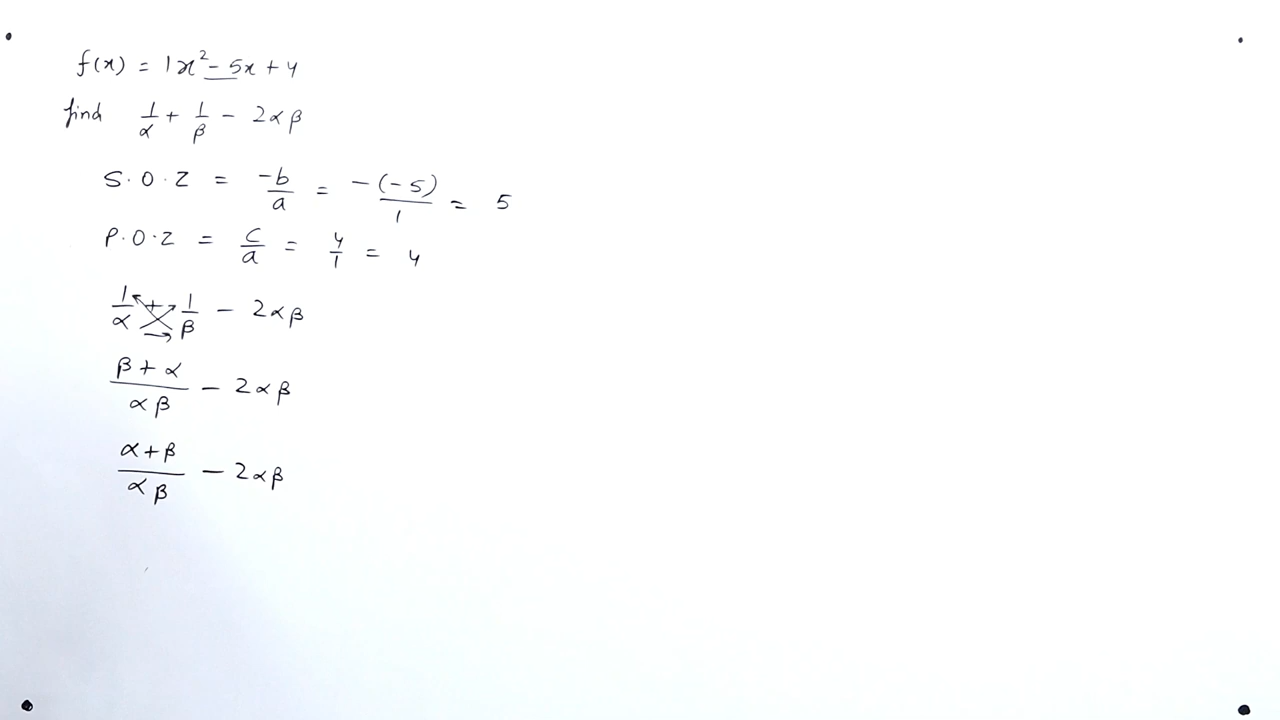 f(x) = 1x² - 5x + 4
find 1/α + 1/β - 2αβ
S.O.Z = -b/a = -(-5)/1 = 5
P.O.Z = c/a = 4/1 = 4
1/α + 1/β - 2αβ
β + α/αβ - 2αβ
α + β/αβ - 2αβ